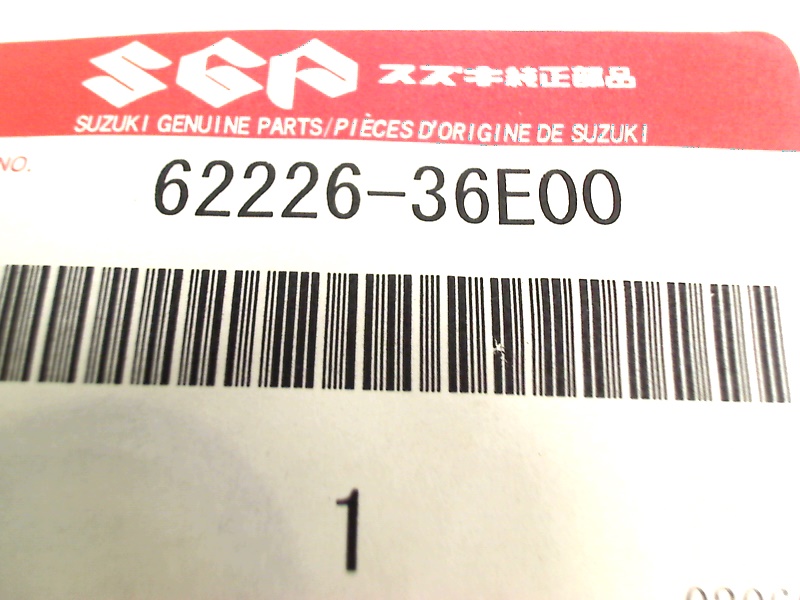 SGP スズキ純正部品
SUZUKI GENUINE PARTS/PIÈCES D'ORIGINE DE SUZUKI
NO.
62226-36E00
1